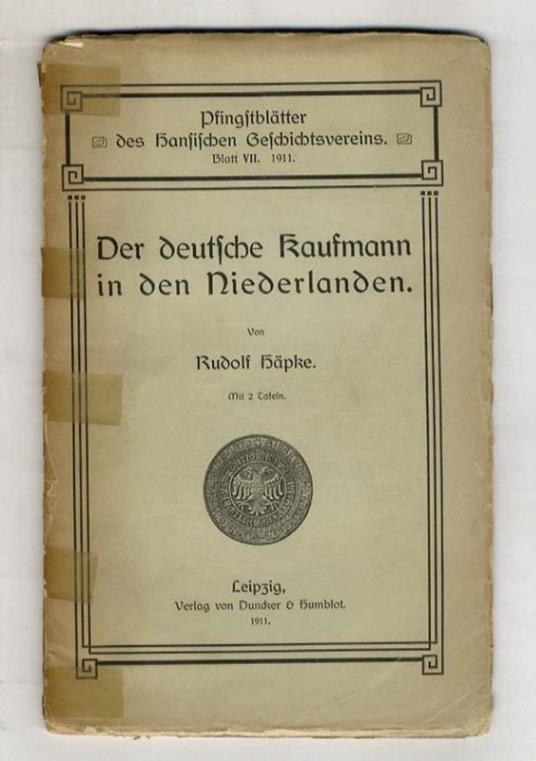 Pfingſtblätter
des Hanſiſchen Geſchichtsvereins.
Blatt VII. 1911.
Der deutſche Kaufmann
in den Niederlanden.
Von
Rudolf Häpke.
Mit 2 Tafeln.
Leipzig,
Verlag von Duncker & Humblot.
1911.